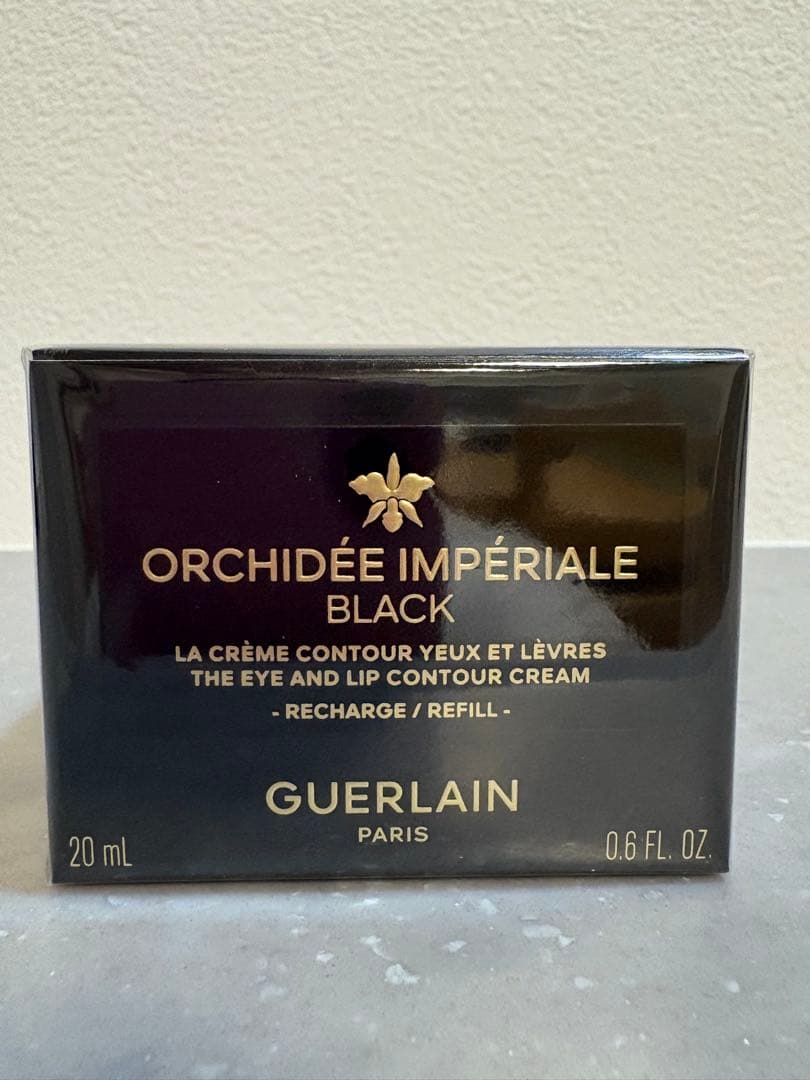 ORCHIDÉE IMPÉRIALE
BLACK
LA CRÈME CONTOUR YEUX ET LÈVRES
THE EYE AND LIP CONTOUR CREAM
- RECHARGE / REFILL -
GUERLAIN
PARIS
20 mL
0.6 FL. OZ.